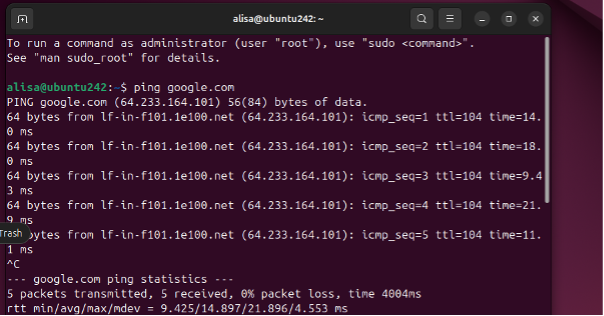 alisa@ubuntu242: ~
To run a command as administrator (user "root"), use "sudo <command>".
See "man sudo_root" for details.
alisa@ubuntu242:~$ ping google.com
PING google.com (64.233.164.101) 56(84) bytes of data.
64 bytes from lf-in-f101.1e100.net (64.233.164.101): icmp_seq=1 ttl=104 time=14.
0 ms
64 bytes from lf-in-f101.1e100.net (64.233.164.101): icmp_seq=2 ttl=104 time=18.
0 ms
64 bytes from lf-in-f101.1e100.net (64.233.164.101): icmp_seq=3 ttl=104 time=9.4
3 ms
64 bytes from lf-in-f101.1e100.net (64.233.164.101): icmp_seq=4 ttl=104 time=21.
9 ms
Trash
bytes from lf-in-f101.1e100.net (64.233.164.101): icmp_seq=5 ttl=104 time=11.
1 ms
^C
--- google.com ping statistics ---
5 packets transmitted, 5 received, 0% packet loss, time 4004ms
rtt min/avg/max/mdev = 9.425/14.897/21.896/4.553 ms